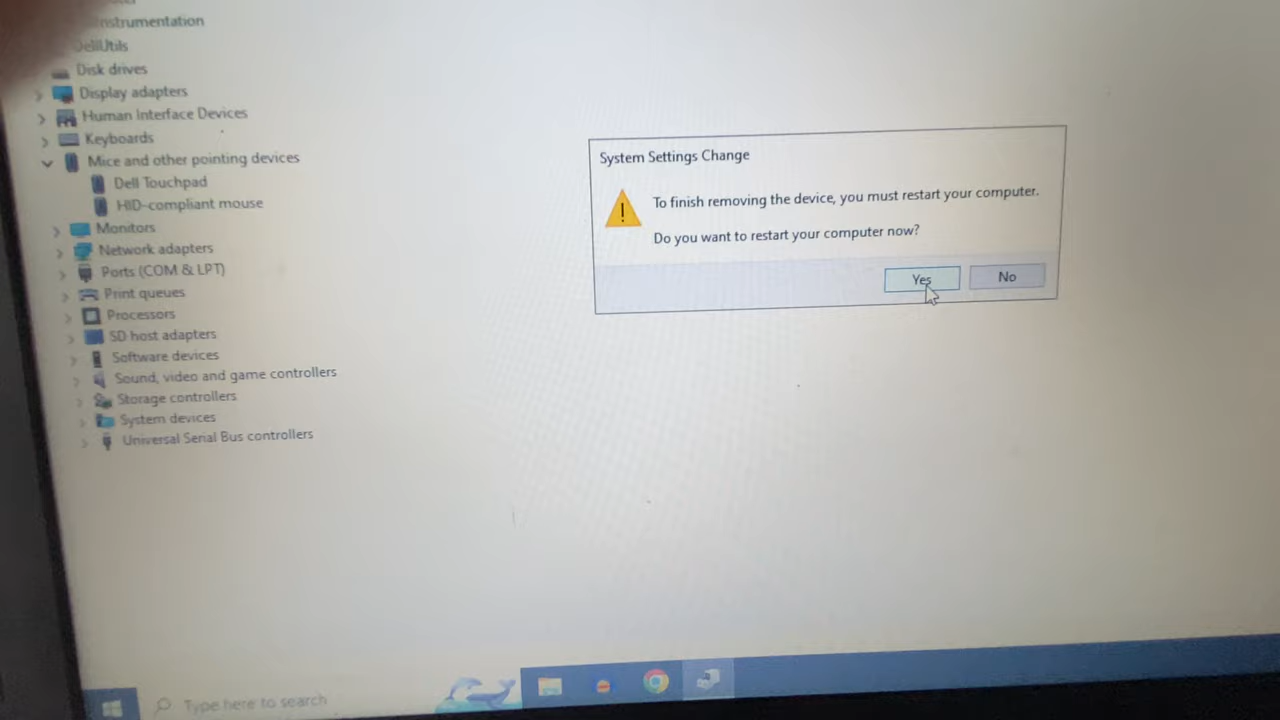 Instrumentation
DellUtils
Disk drives
Display adapters
Human Interface Devices
Keyboards
Mice and other pointing devices
Dell Touchpad
HID-compliant mouse
Monitors
Network adapters
Ports (COM & LPT)
Print queues
Processors
SD host adapters
Software devices
Sound, video and game controllers
Storage controllers
System devices
Universal Serial Bus controllers
System Settings Change
To finish removing the device, you must restart your computer.
Do you want to restart your computer now?
Yes
No
Type here to search